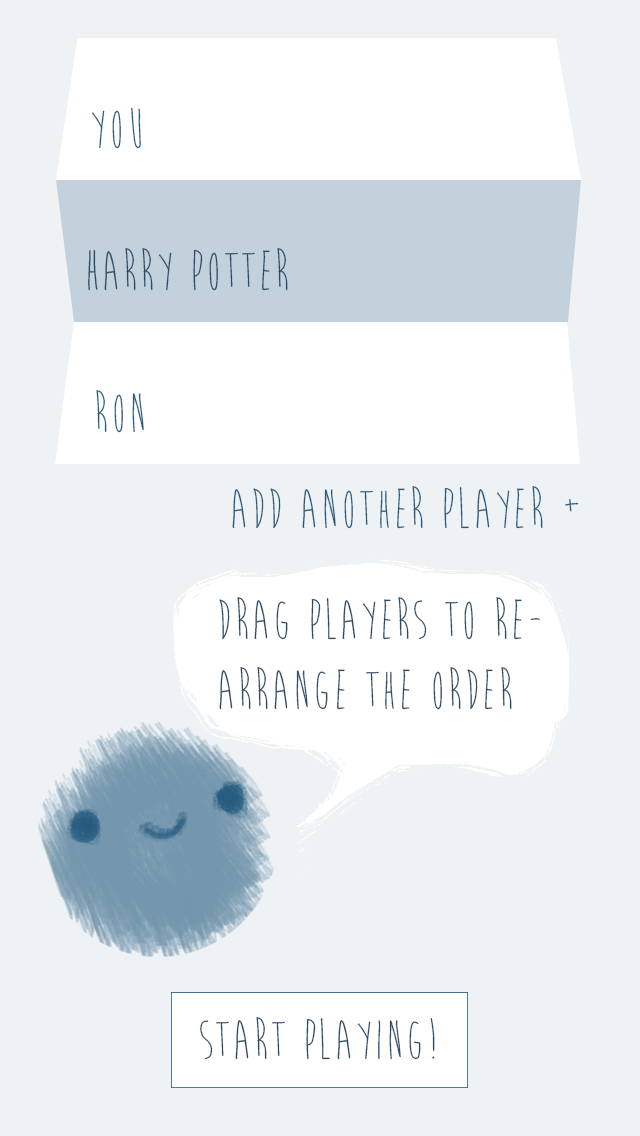 YOU
HARRY POTTER
RON
ADD ANOTHER PLAYER +
DRAG PLAYERS TO RE-
ARRANGE THE ORDER
START PLAYING!